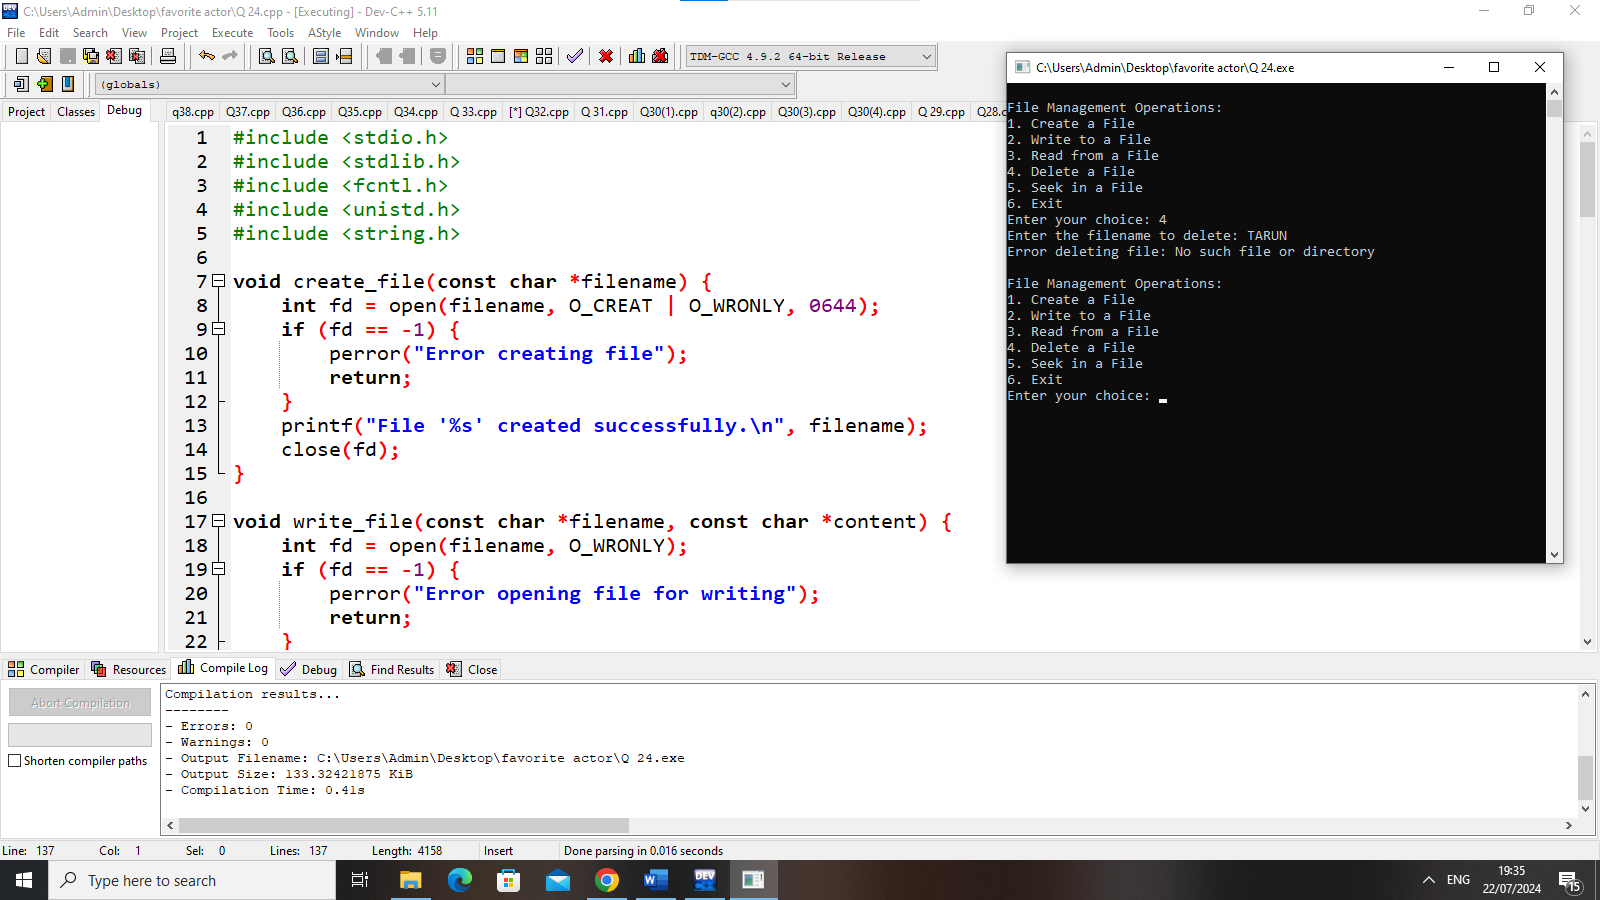 C:\Users\Admin\Desktop\favorite actor\Q 24.cpp - [Executing] - Dev-C++ 5.11
File Edit Search View Project Execute Tools AStyle Window Help
TDM-GCC 4.9.2 64-bit Release
(globals)
Project Classes Debug
q38.cpp Q37.cpp Q36.cpp Q35.cpp Q34.cpp Q 33.cpp [*] Q32.cpp Q 31.cpp Q30(1).cpp q30(2).cpp Q30(3).cpp Q30(4).cpp Q 29.cpp Q28.c
1 #include <stdio.h>
2 #include <stdlib.h>
3 #include <fcntl.h>
4 #include <unistd.h>
5 #include <string.h>
6
7 void create_file(const char *filename) {
8 int fd = open(filename, O_CREAT | O_WRONLY, 0644);
9 if (fd == -1) {
10 perror("Error creating file");
11 return;
12 }
13 printf("File '%s' created successfully.\n", filename);
14 close(fd);
15 }
16
17 void write_file(const char *filename, const char *content) {
18 int fd = open(filename, O_WRONLY);
19 if (fd == -1) {
20 perror("Error opening file for writing");
21 return;
22 }
C:\Users\Admin\Desktop\favorite actor\Q 24.exe
File Management Operations:
1. Create a File
2. Write to a File
3. Read from a File
4. Delete a File
5. Seek in a File
6. Exit
Enter your choice: 4
Enter the filename to delete: TARUN
Error deleting file: No such file or directory
File Management Operations:
1. Create a File
2. Write to a File
3. Read from a File
4. Delete a File
5. Seek in a File
6. Exit
Enter your choice:
Compiler Resources Compile Log Debug Find Results Close
Abort Compilation
Shorten compiler paths
Compilation results...
--------
- Errors: 0
- Warnings: 0
- Output Filename: C:\Users\Admin\Desktop\favorite actor\Q 24.exe
- Output Size: 133.32421875 KiB
- Compilation Time: 0.41s
Line: 137 Col: 1 Sel: 0 Lines: 137 Length: 4158 Insert Done parsing in 0.016 seconds
Type here to search
W
DEV
ENG
19:35
22/07/2024
15